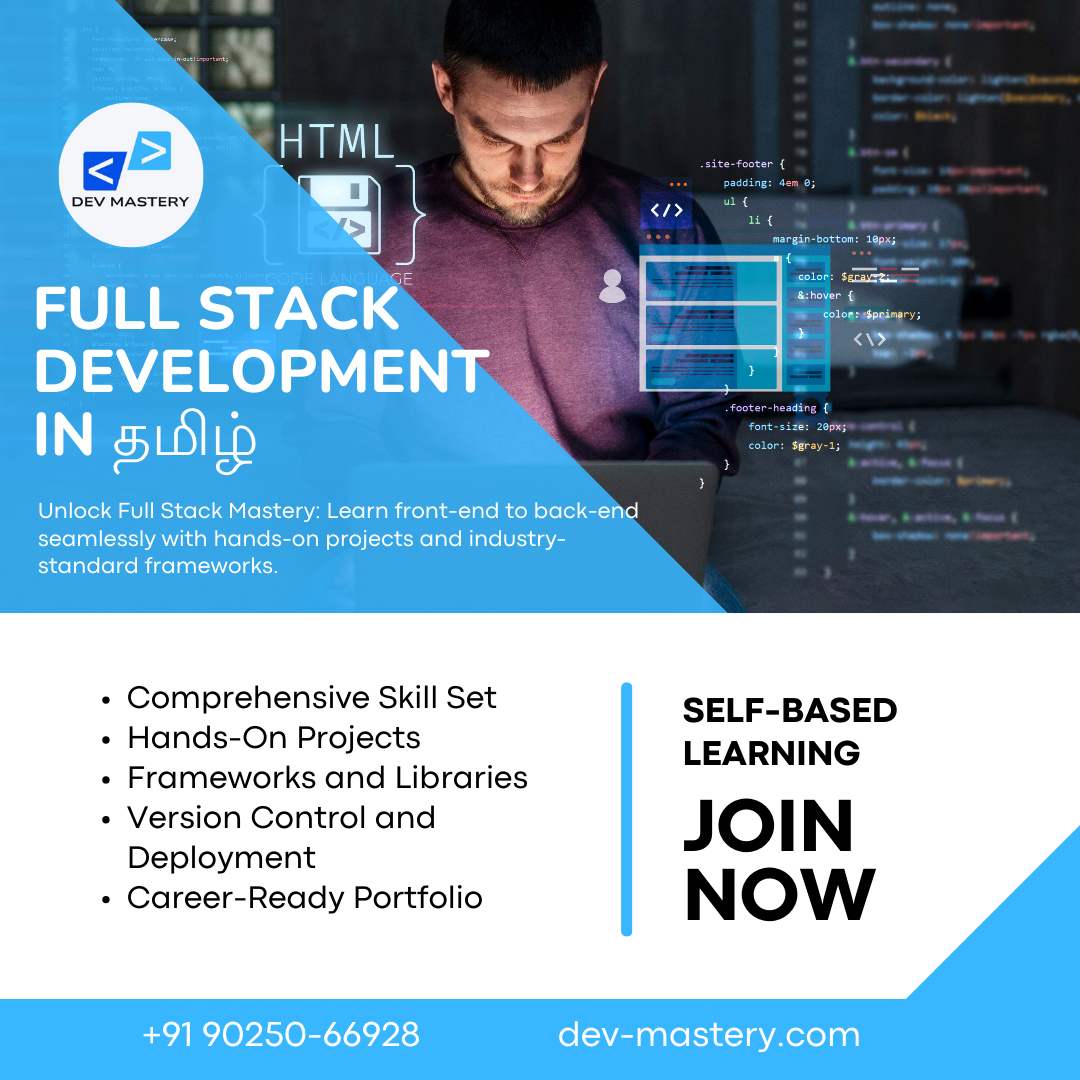 DEV MASTERY
HTML
CODE LANGUAGE
FULL STACK
DEVELOPMENT
IN தமிழ்
Unlock Full Stack Mastery: Learn front-end to back-end
seamlessly with hands-on projects and industry-
standard frameworks.
.site-footer {
padding: 4em 0;
ul {
li {
margin-bottom: 10px;
a {
color: $gray-2;
&:hover {
color: $primary;
}
}
}
}
.footer-heading {
font-size: 20px;
color: $gray-1;
}
}
Comprehensive Skill Set
Hands-On Projects
Frameworks and Libraries
Version Control and
Deployment
Career-Ready Portfolio
SELF-BASED
LEARNING
JOIN
NOW
+91 90250-66928
dev-mastery.com